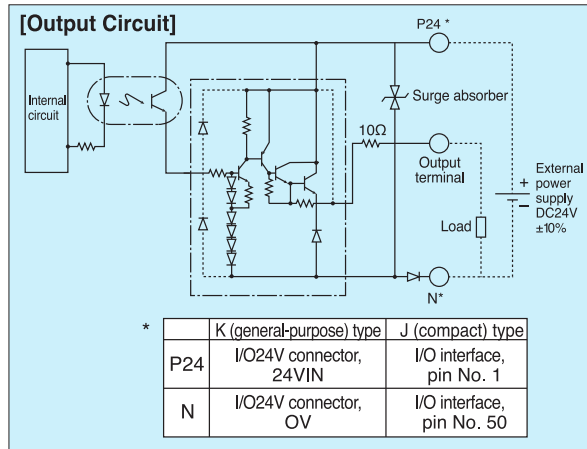 [Output Circuit]
P24 *
Internal
circuit
Surge absorber
10Ω
Output
terminal
External
power
supply
DC24V
±10%
+
−
Load
N*
*
K (general-purpose) type
J (compact) type
P24
I/O24V connector,
24VIN
I/O interface,
pin No. 1
N
I/O24V connector,
OV
I/O interface,
pin No. 50